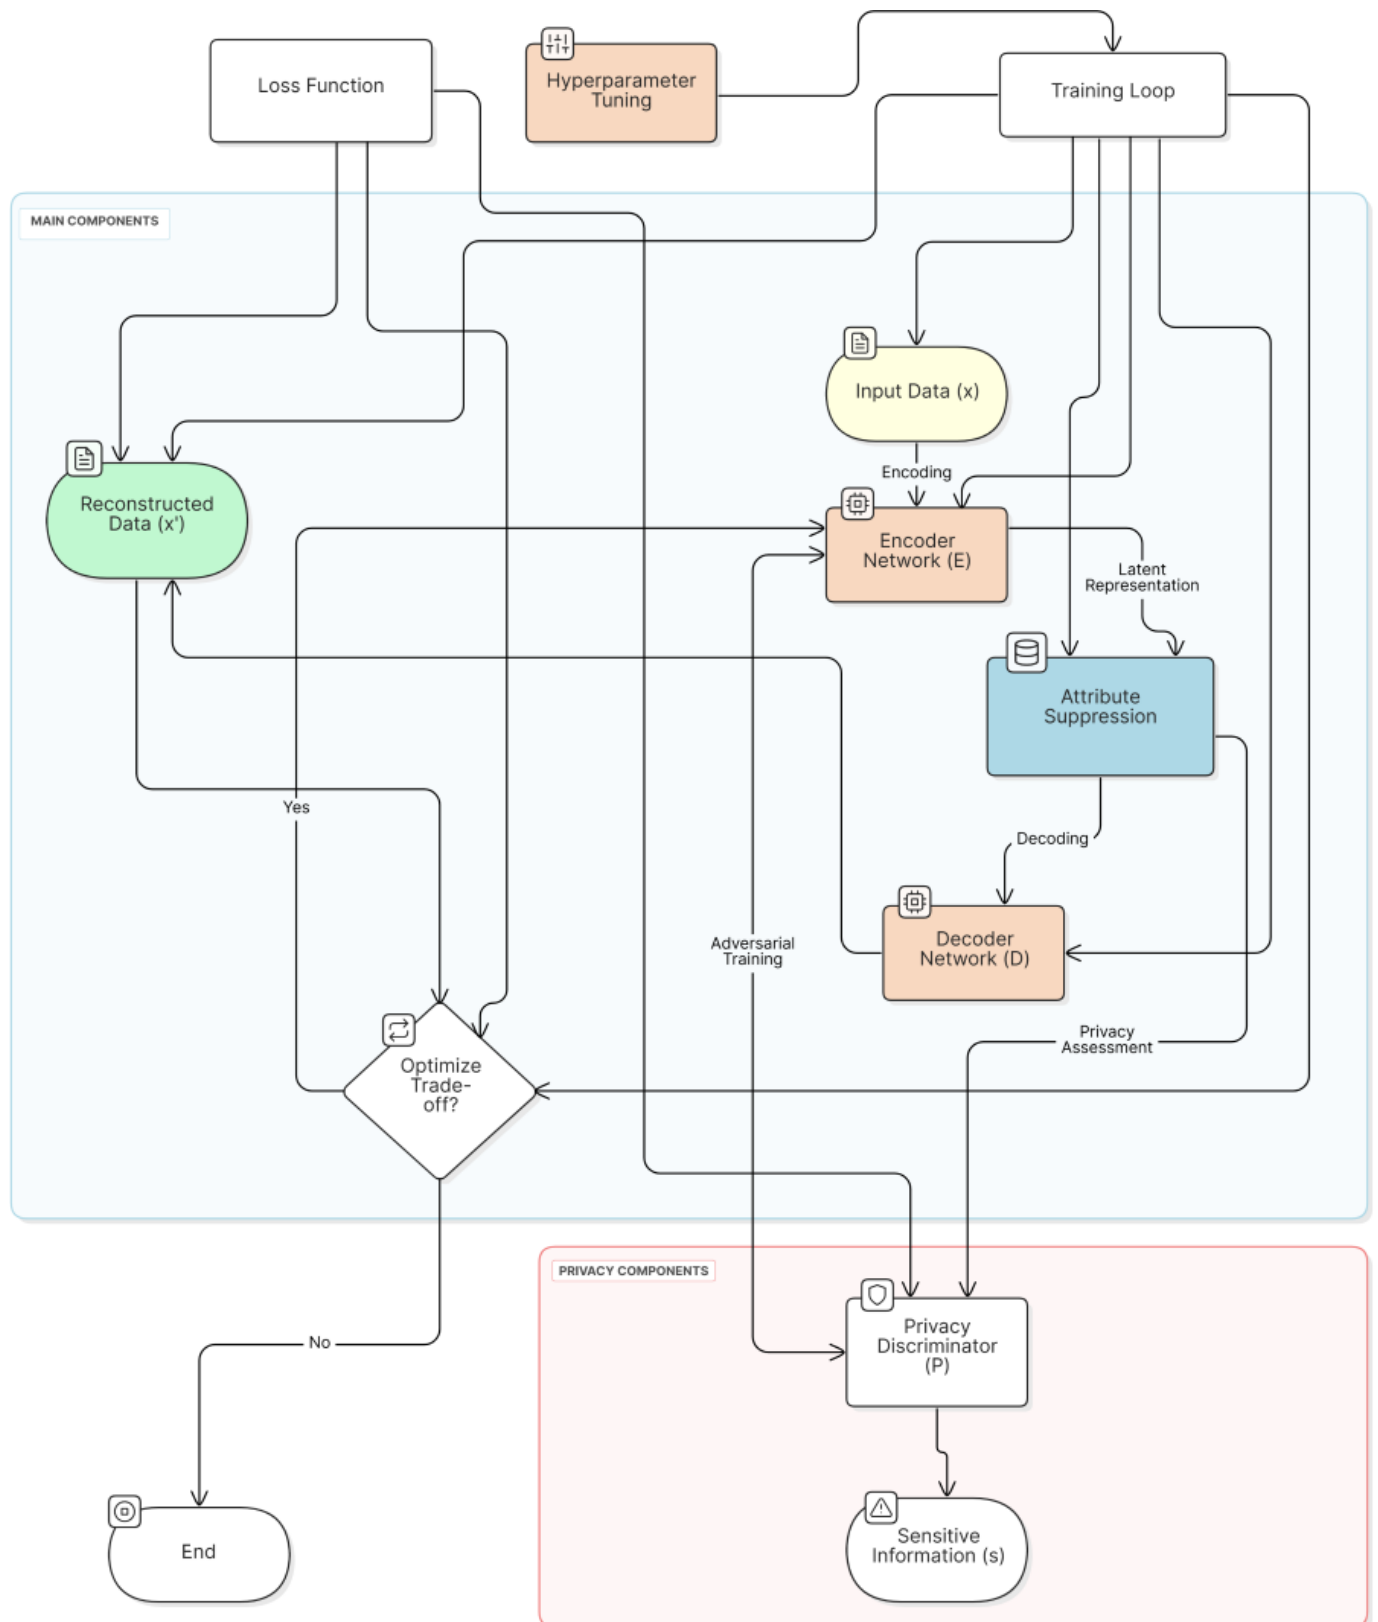 Loss Function
Hyperparameter
Tuning
Training Loop
MAIN COMPONENTS
Input Data (x)
Encoding
Reconstructed
Data (x')
Encoder
Network (E)
Latent
Representation
Attribute
Suppression
Yes
Decoding
Adversarial
Training
Decoder
Network (D)
Privacy
Assessment
Optimize
Trade-
off?
PRIVACY COMPONENTS
No
Privacy
Discriminator
(P)
End
Sensitive
Information (s)